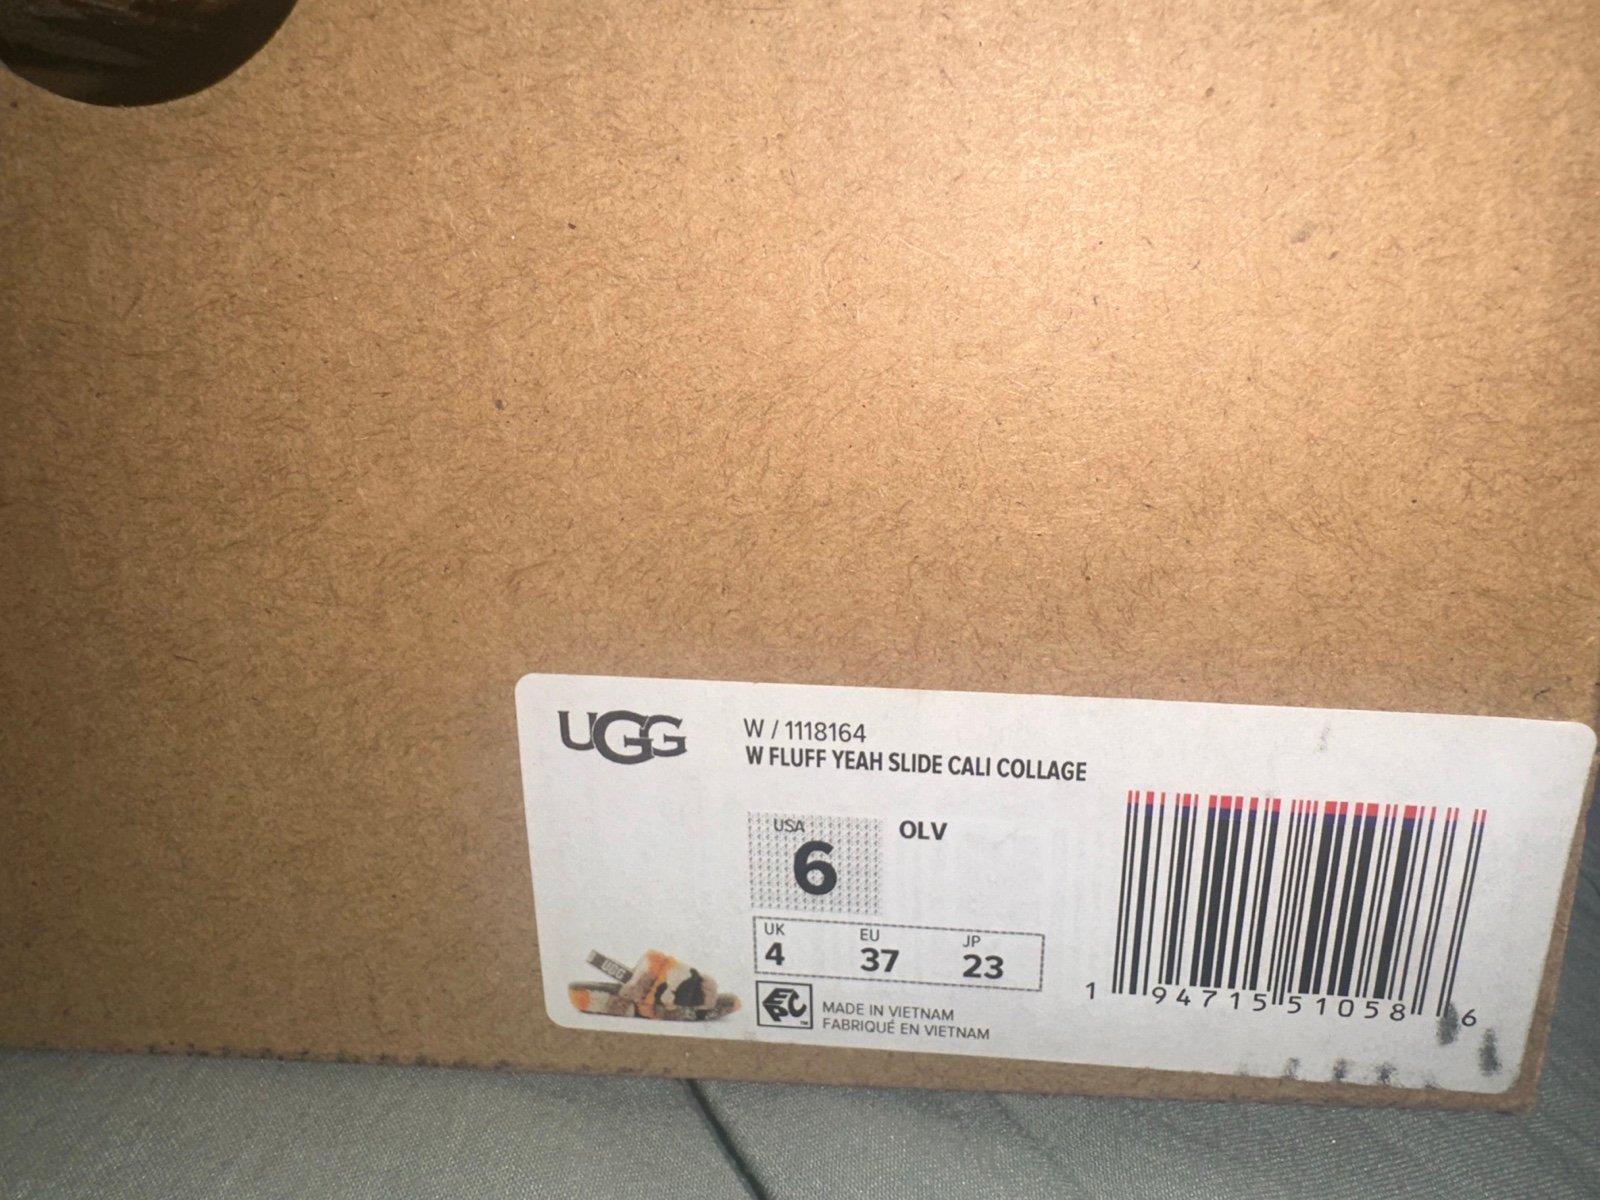 UGG
W / 1118164
W FLUFF YEAH SLIDE CALI COLLAGE
USA
6
OLV
UK
4
EU
37
JP
23
UGG
MADE IN VIETNAM
FABRIQUÉ EN VIETNAM
1 94715 51058 6